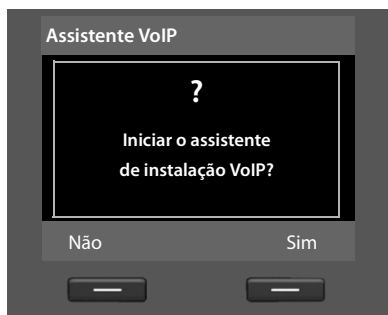 Assistente VoIP
?
Iniciar o assistente
de instalação VoIP?
Não Sim